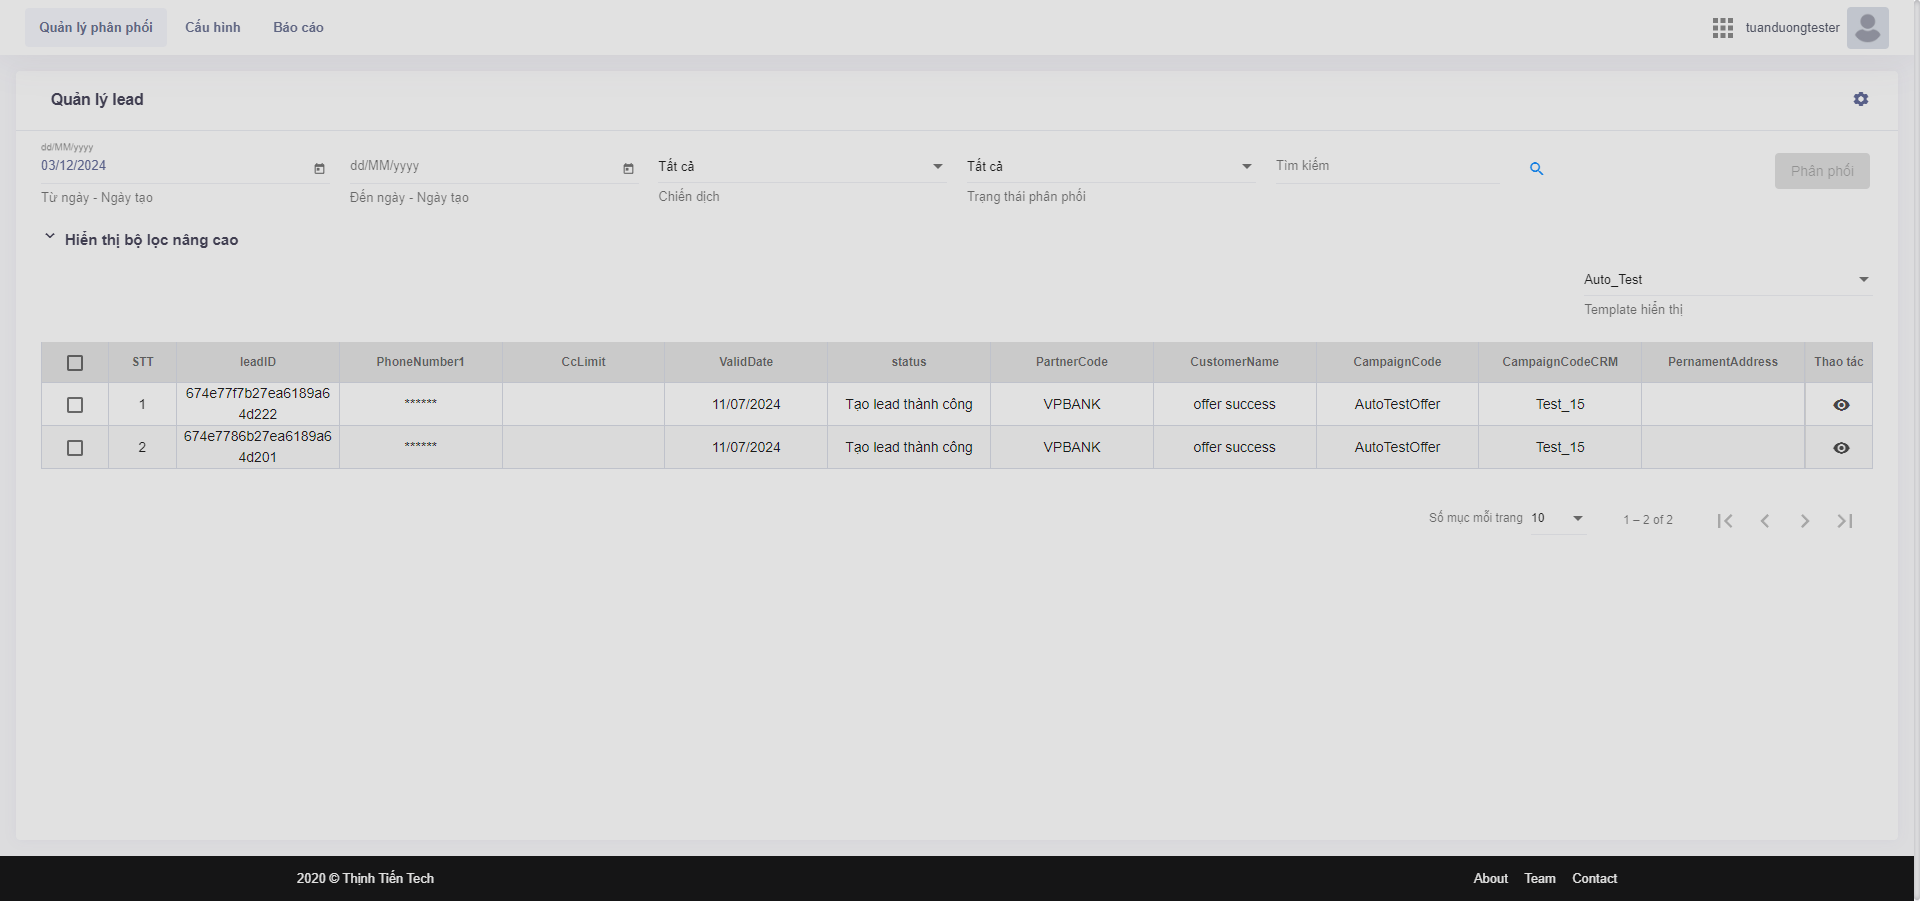 Quản lý phân phối Cấu hình Báo cáo tuanduongtester
Quản lý lead
dd/MM/yyyy
03/12/2024 dd/MM/yyyy Tất cả Tất cả Tìm kiếm Phân phối
Từ ngày - Ngày tạo Đến ngày - Ngày tạo Chiến dịch Trạng thái phân phối
Hiển thị bộ lọc nâng cao
Auto_Test
Template hiển thị
STT leadID PhoneNumber1 CcLimit ValidDate status PartnerCode CustomerName CampaignCode CampaignCodeCRM PernamentAddress Thao tác
1 674e77f7b27ea6189a6 ****** 11/07/2024 Tạo lead thành công VPBANK offer success AutoTestOffer Test_15
4d222
2 674e7786b27ea6189a6 ****** 11/07/2024 Tạo lead thành công VPBANK offer success AutoTestOffer Test_15
4d201
Số mục mỗi trang 10 1 – 2 of 2
2020 © Thịnh Tiến Tech About Team Contact